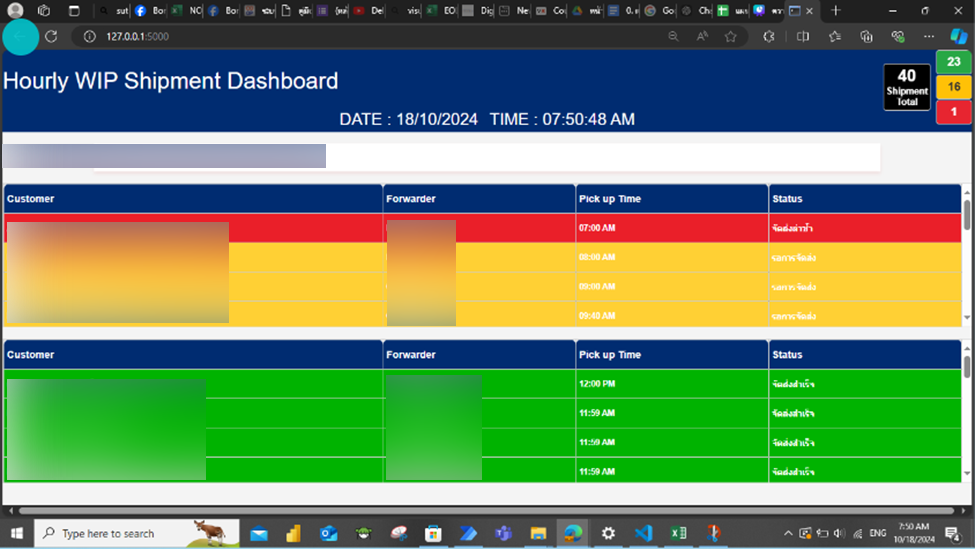 127.0.0.1:5000
Hourly WIP Shipment Dashboard
40
Shipment
Total
23
16
1
DATE : 18/10/2024 TIME : 07:50:48 AM
Customer Forwarder Pick up Time Status
07:00 AM จัดส่งล่าช้า
08:00 AM รอการจัดส่ง
09:00 AM รอการจัดส่ง
09:40 AM รอการจัดส่ง
Customer Forwarder Pick up Time Status
12:00 PM จัดส่งสำเร็จ
11:59 AM จัดส่งสำเร็จ
11:59 AM จัดส่งสำเร็จ
11:59 AM จัดส่งสำเร็จ
Type here to search
ENG
7:50 AM
10/18/2024